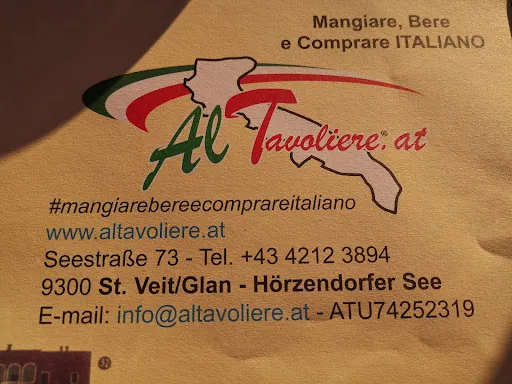 Mangiare, Bere
e Comprare ITALIANO
Al Tavoliere.at
#mangiarebereecomprareitaliano
www.altavoliere.at
Seestraße 73 - Tel. +43 4212 3894
9300 St. Veit/Glan - Hörzendorfer See
E-mail: info@altavoliere.at - ATU74252319